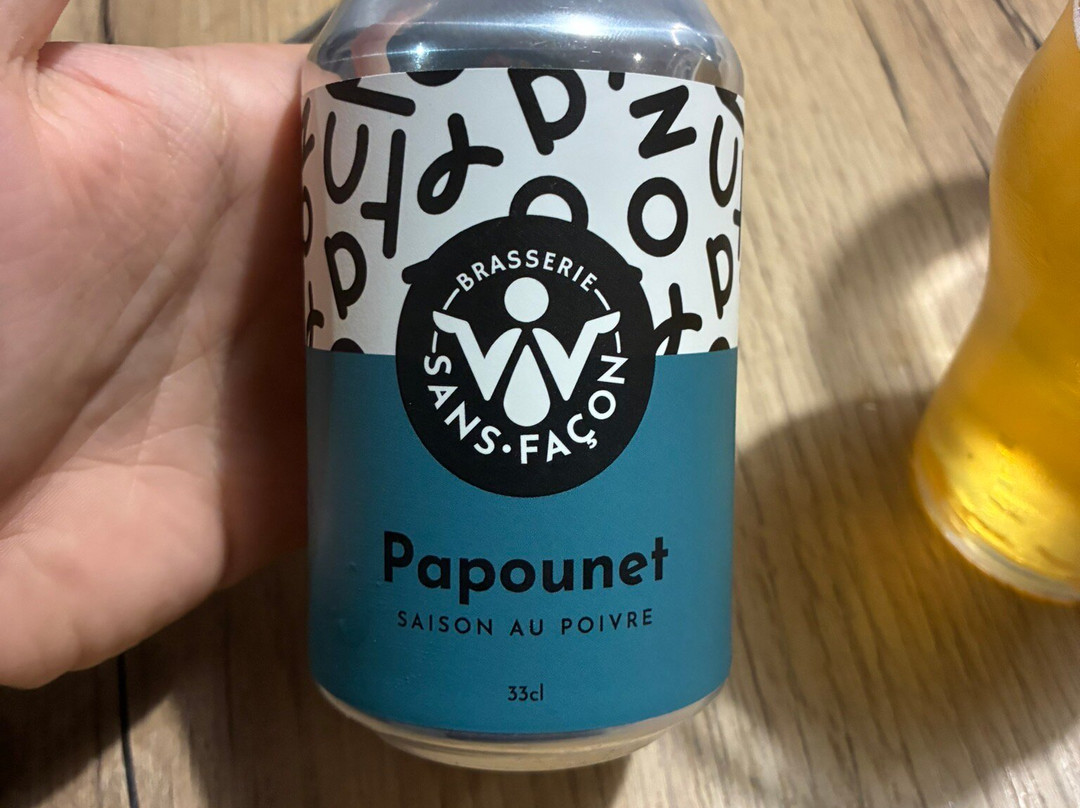 BRASSERIE
SANS·FAÇON
Papounet
SAISON AU POIVRE
33cl